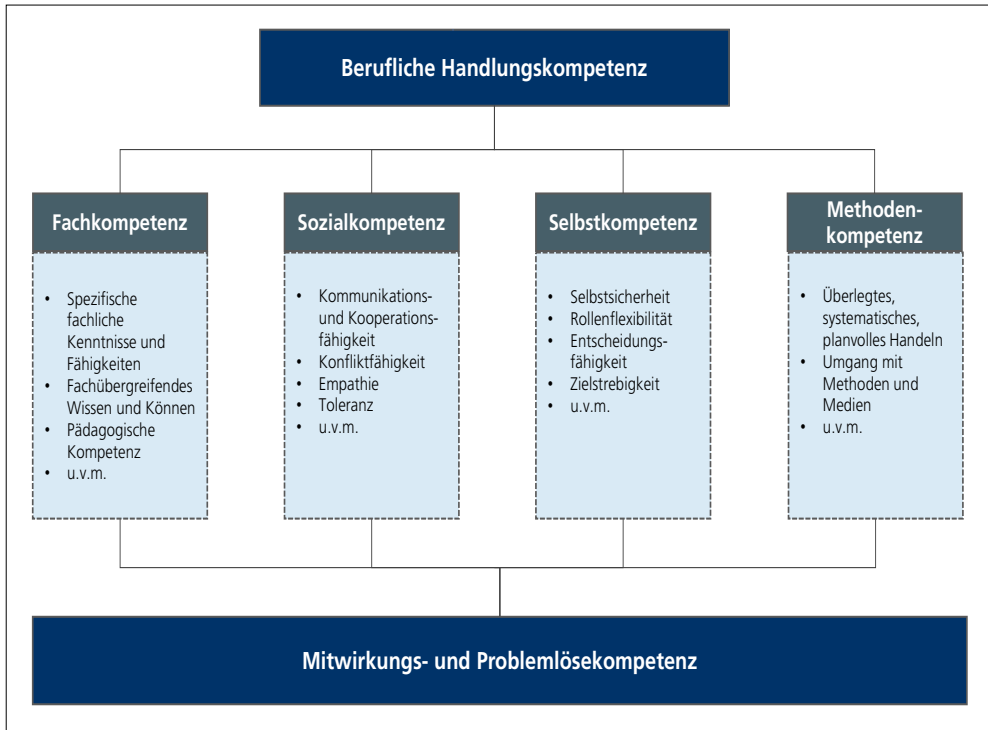 Berufliche Handlungskompetenz
Fachkompetenz
• Spezifische
fachliche
Kenntnisse und
Fähigkeiten
• Fachübergreifendes
Wissen und Können
• Pädagogische
Kompetenz
• u.v.m.
Sozialkompetenz
• Kommunikations-
und Kooperations-
fähigkeit
• Konfliktfähigkeit
• Empathie
• Toleranz
• u.v.m.
Selbstkompetenz
• Selbstsicherheit
• Rollenflexibilität
• Entscheidungs-
fähigkeit
• Zielstrebigkeit
• u.v.m.
Methoden-
kompetenz
• Überlegtes,
systematisches,
planvolles Handeln
• Umgang mit
Methoden und
Medien
• u.v.m.
Mitwirkungs- und Problemlösekompetenz